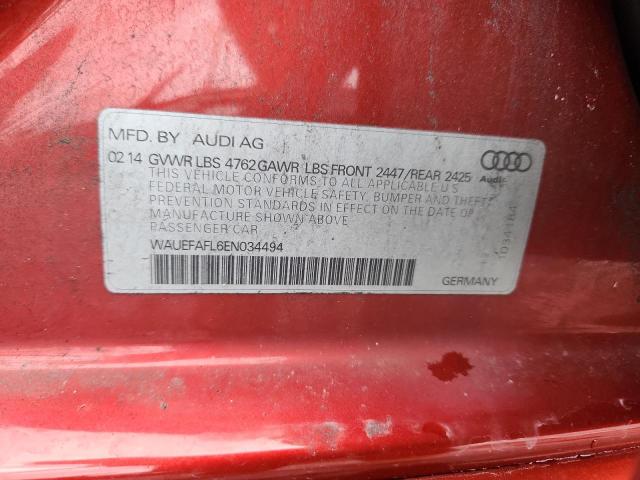 MFD. BY AUDI AG
02 14 GVWR LBS 4762 GAWR LBS FRONT 2447/REAR 2425
THIS VEHICLE CONFORMS TO ALL APPLICABLE U S
FEDERAL MOTOR VEHICLE SAFETY, BUMPER AND THEFT
PREVENTION STANDARDS IN EFFECT ON THE DATE OF
MANUFACTURE SHOWN ABOVE
PASSENGER CAR
WAUEFAFL6EN034494
GERMANY
Audi